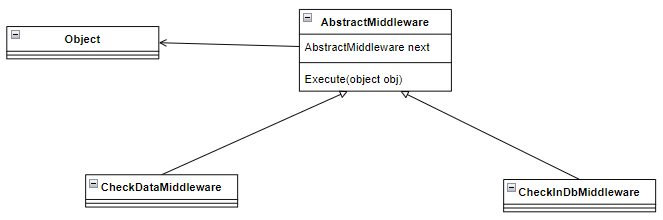 AbstractMiddleware
Object
AbstractMiddleware next
Execute(object obj)
CheckDataMiddleware
CheckInDbMiddleware